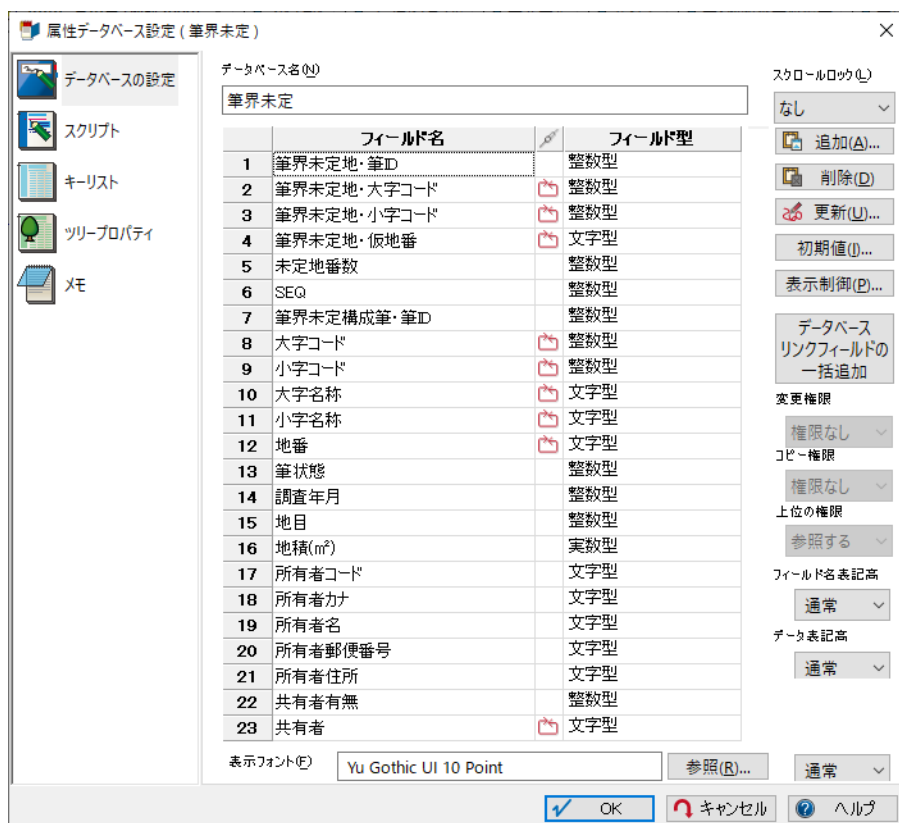 属性データベース設定 ( 筆界未定 )
データベースの設定
スクリプト
キーリスト
ツリープロパティ
メモ
データベース名(N)
筆界未定
フィールド名 フィールド型
1 筆界未定地・筆ID 整数型
2 筆界未定地・大字コード 整数型
3 筆界未定地・小字コード 整数型
4 筆界未定地・仮地番 文字型
5 未定地番数 整数型
6 SEQ 整数型
7 筆界未定構成筆・筆ID 整数型
8 大字コード 整数型
9 小字コード 整数型
10 大字名称 文字型
11 小字名称 文字型
12 地番 文字型
13 筆状態 整数型
14 調査年月 整数型
15 地目 整数型
16 地積(㎡) 実数型
17 所有者コード 文字型
18 所有者カナ 文字型
19 所有者名 文字型
20 所有者郵便番号 文字型
21 所有者住所 文字型
22 共有者有無 整数型
23 共有者 文字型
表示フォント(F) Yu Gothic UI 10 Point 参照(R)...
スクロールロック(L)
なし
追加(A)...
削除(D)
更新(U)...
初期値(I)...
表示制御(P)...
データベース
リンクフィールドの
一括追加
変更権限
権限なし
コピー権限
権限なし
上位の権限
参照する
フィールド名表記高
通常
データ表記高
通常
通常
OK キャンセル ヘルプ